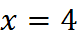 𝑥 = 4